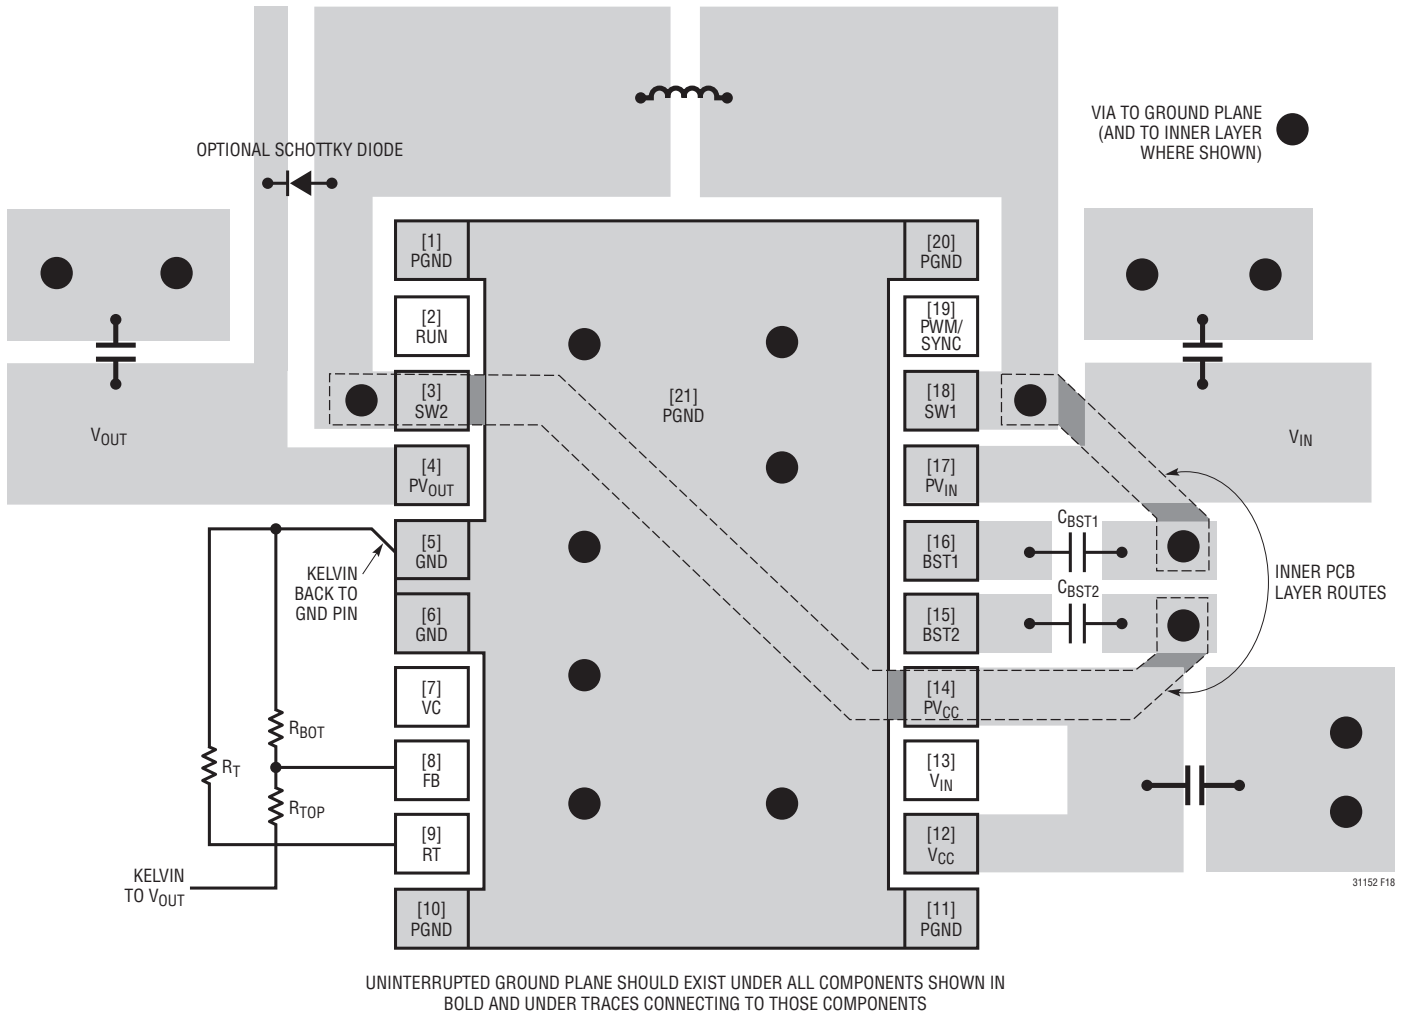 VIA TO GROUND PLANE
(AND TO INNER LAYER
WHERE SHOWN)
OPTIONAL SCHOTTKY DIODE
[1]
PGND
[20]
PGND
[2]
RUN
[19]
PWM/
SYNC
[3]
SW2
[21]
PGND
[18]
SW1
VOUT
VIN
[4]
PVOUT
[17]
PVIN
[5]
GND
[16]
BST1
CBST1
KELVIN
BACK TO
GND PIN
INNER PCB
LAYER ROUTES
[6]
GND
[15]
BST2
CBST2
[7]
VC
[14]
PVCC
RBOT
RT
[8]
FB
[13]
VIN
RTOP
[9]
RT
[12]
VCC
KELVIN
TO VOUT
31152 F18
[10]
PGND
[11]
PGND
UNINTERRUPTED GROUND PLANE SHOULD EXIST UNDER ALL COMPONENTS SHOWN IN
BOLD AND UNDER TRACES CONNECTING TO THOSE COMPONENTS